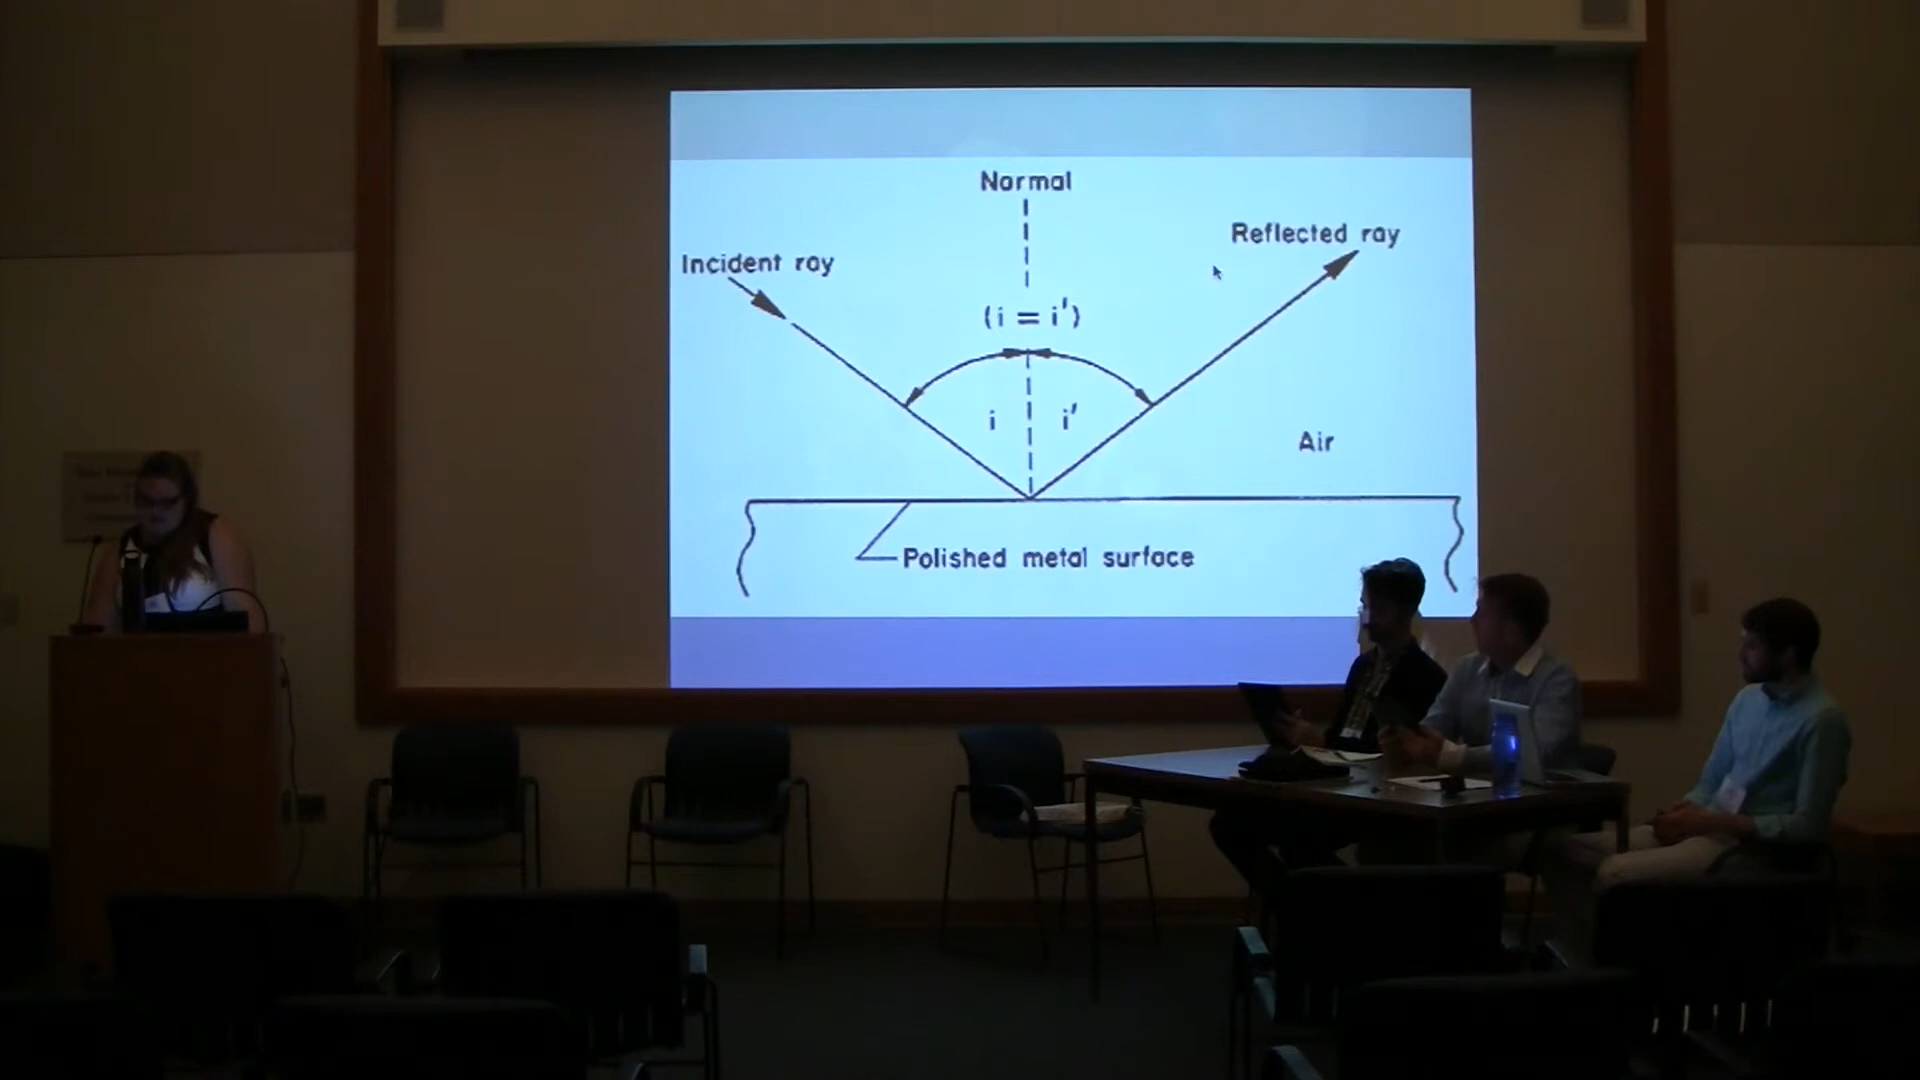 Normal
Reflected ray
Incident ray
(i = i')
i
i'
Air
Polished metal surface